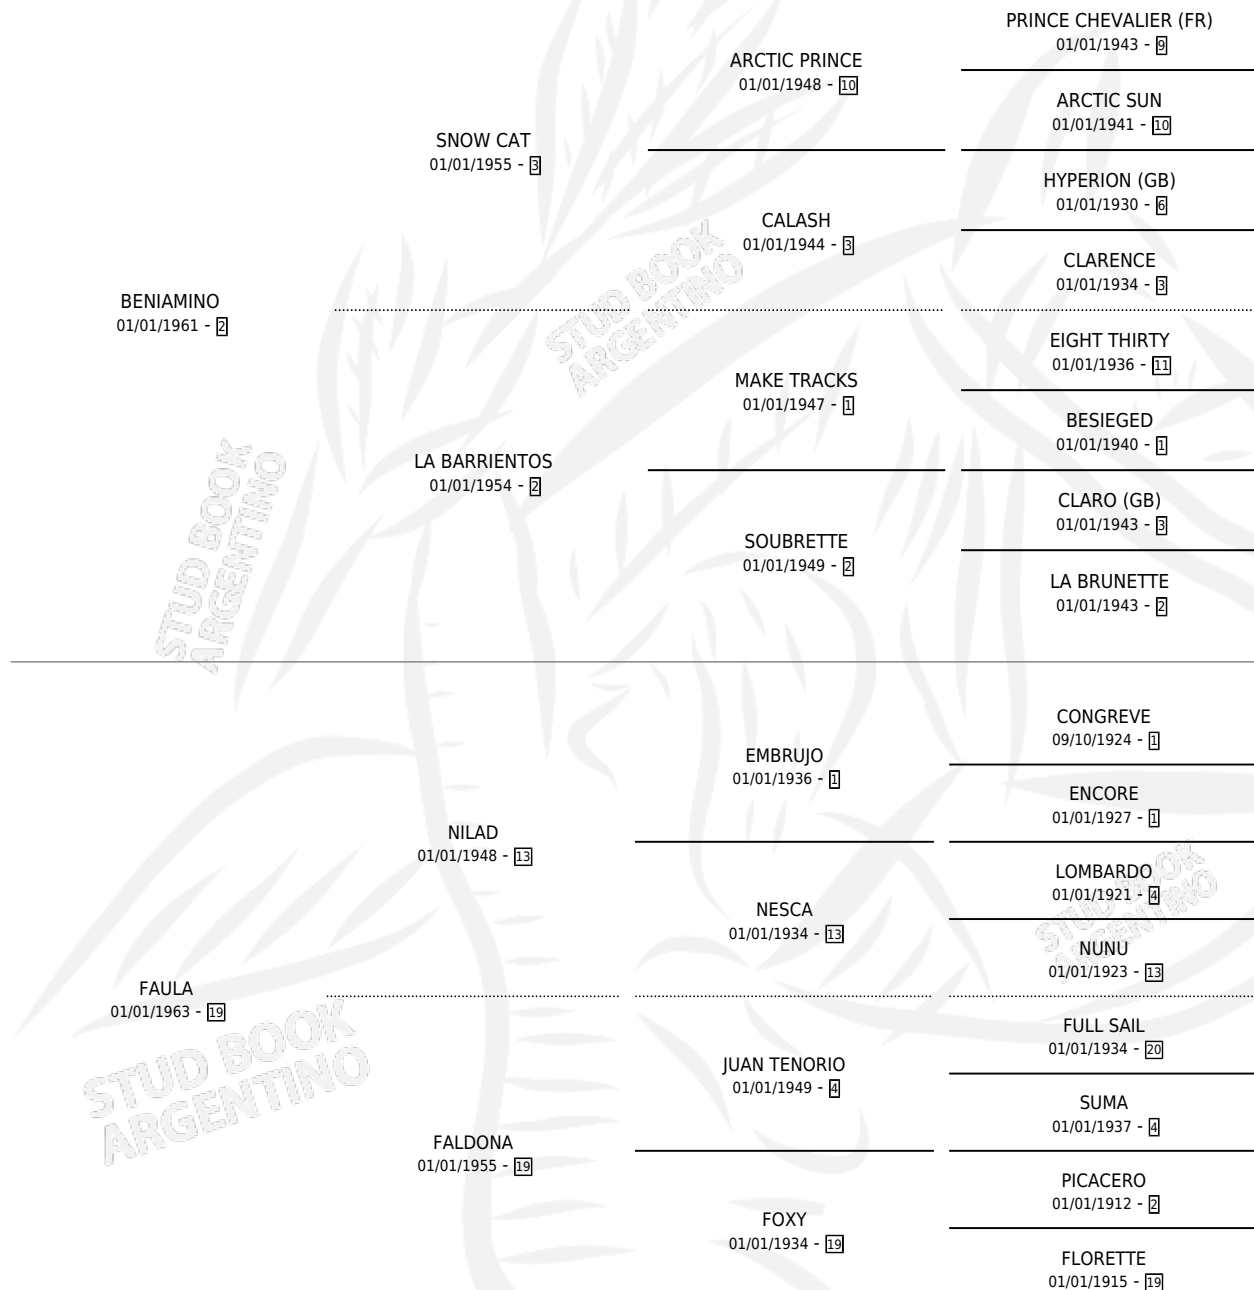 PRINCE CHEVALIER (FR)
01/01/1943 - 9
ARCTIC PRINCE
01/01/1948 - 10
ARCTIC SUN
01/01/1941 - 10
SNOW CAT
01/01/1955 - 3
HYPERION (GB)
01/01/1930 - 6
CALASH
01/01/1944 - 3
CLARENCE
01/01/1934 - 3
BENIAMINO
01/01/1961 - 2
EIGHT THIRTY
01/01/1936 - 11
MAKE TRACKS
01/01/1947 - 1
BESIEGED
01/01/1940 - 1
LA BARRIENTOS
01/01/1954 - 2
CLARO (GB)
01/01/1943 - 3
SOUBRETTE
01/01/1949 - 2
LA BRUNETTE
01/01/1943 - 2
CONGREVE
09/10/1924 - 1
EMBRUJO
01/01/1936 - 1
ENCORE
01/01/1927 - 1
NILAD
01/01/1948 - 13
LOMBARDO
01/01/1921 - 4
NESCA
01/01/1934 - 13
NUNU
01/01/1923 - 13
FAULA
01/01/1963 - 19
FULL SAIL
01/01/1934 - 20
JUAN TENORIO
01/01/1949 - 4
SUMA
01/01/1937 - 4
FALDONA
01/01/1955 - 19
PICACERO
01/01/1912 - 2
FOXY
01/01/1934 - 19
FLORETTE
01/01/1915 - 19
STUD BOOK
ARGENTINO
STUD BOOK
ARGENTINO
STUD BOOK
ARGENTINO
STUD BOOK
ARGENTINO